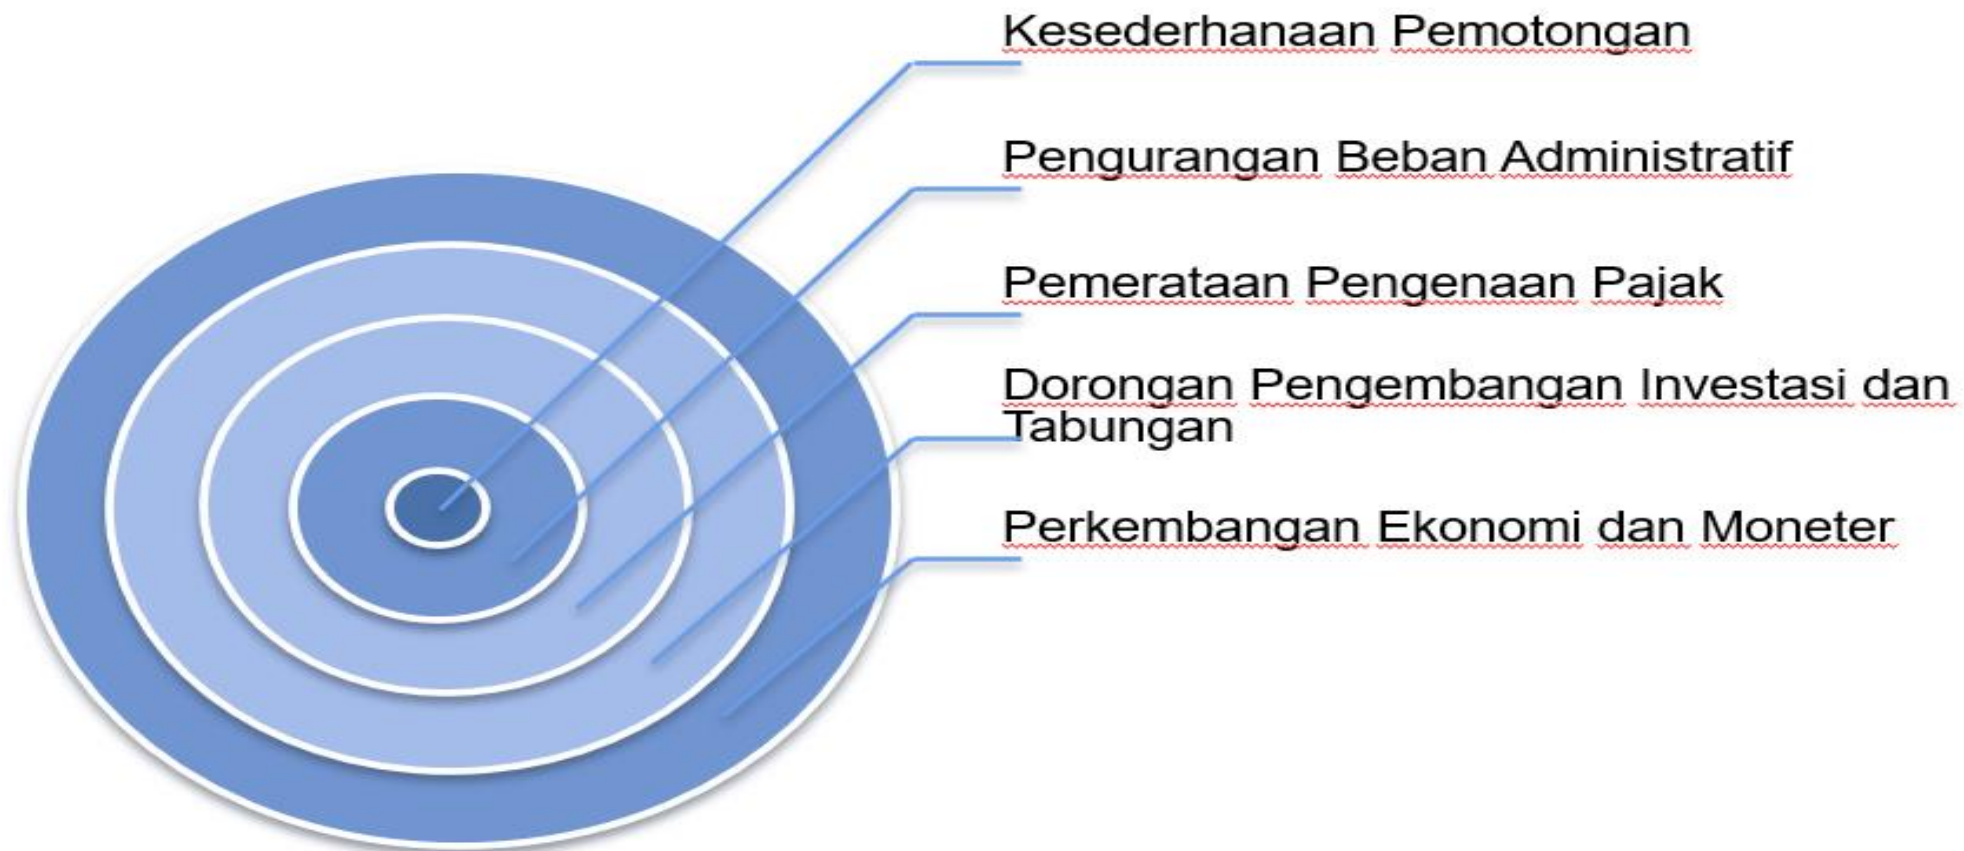 Kesederhanaan Pemotongan
Pengurangan Beban Administratif
Pemerataan Pengenaan Pajak
Dorongan Pengembangan Investasi dan
Tabungan
Perkembangan Ekonomi dan Moneter